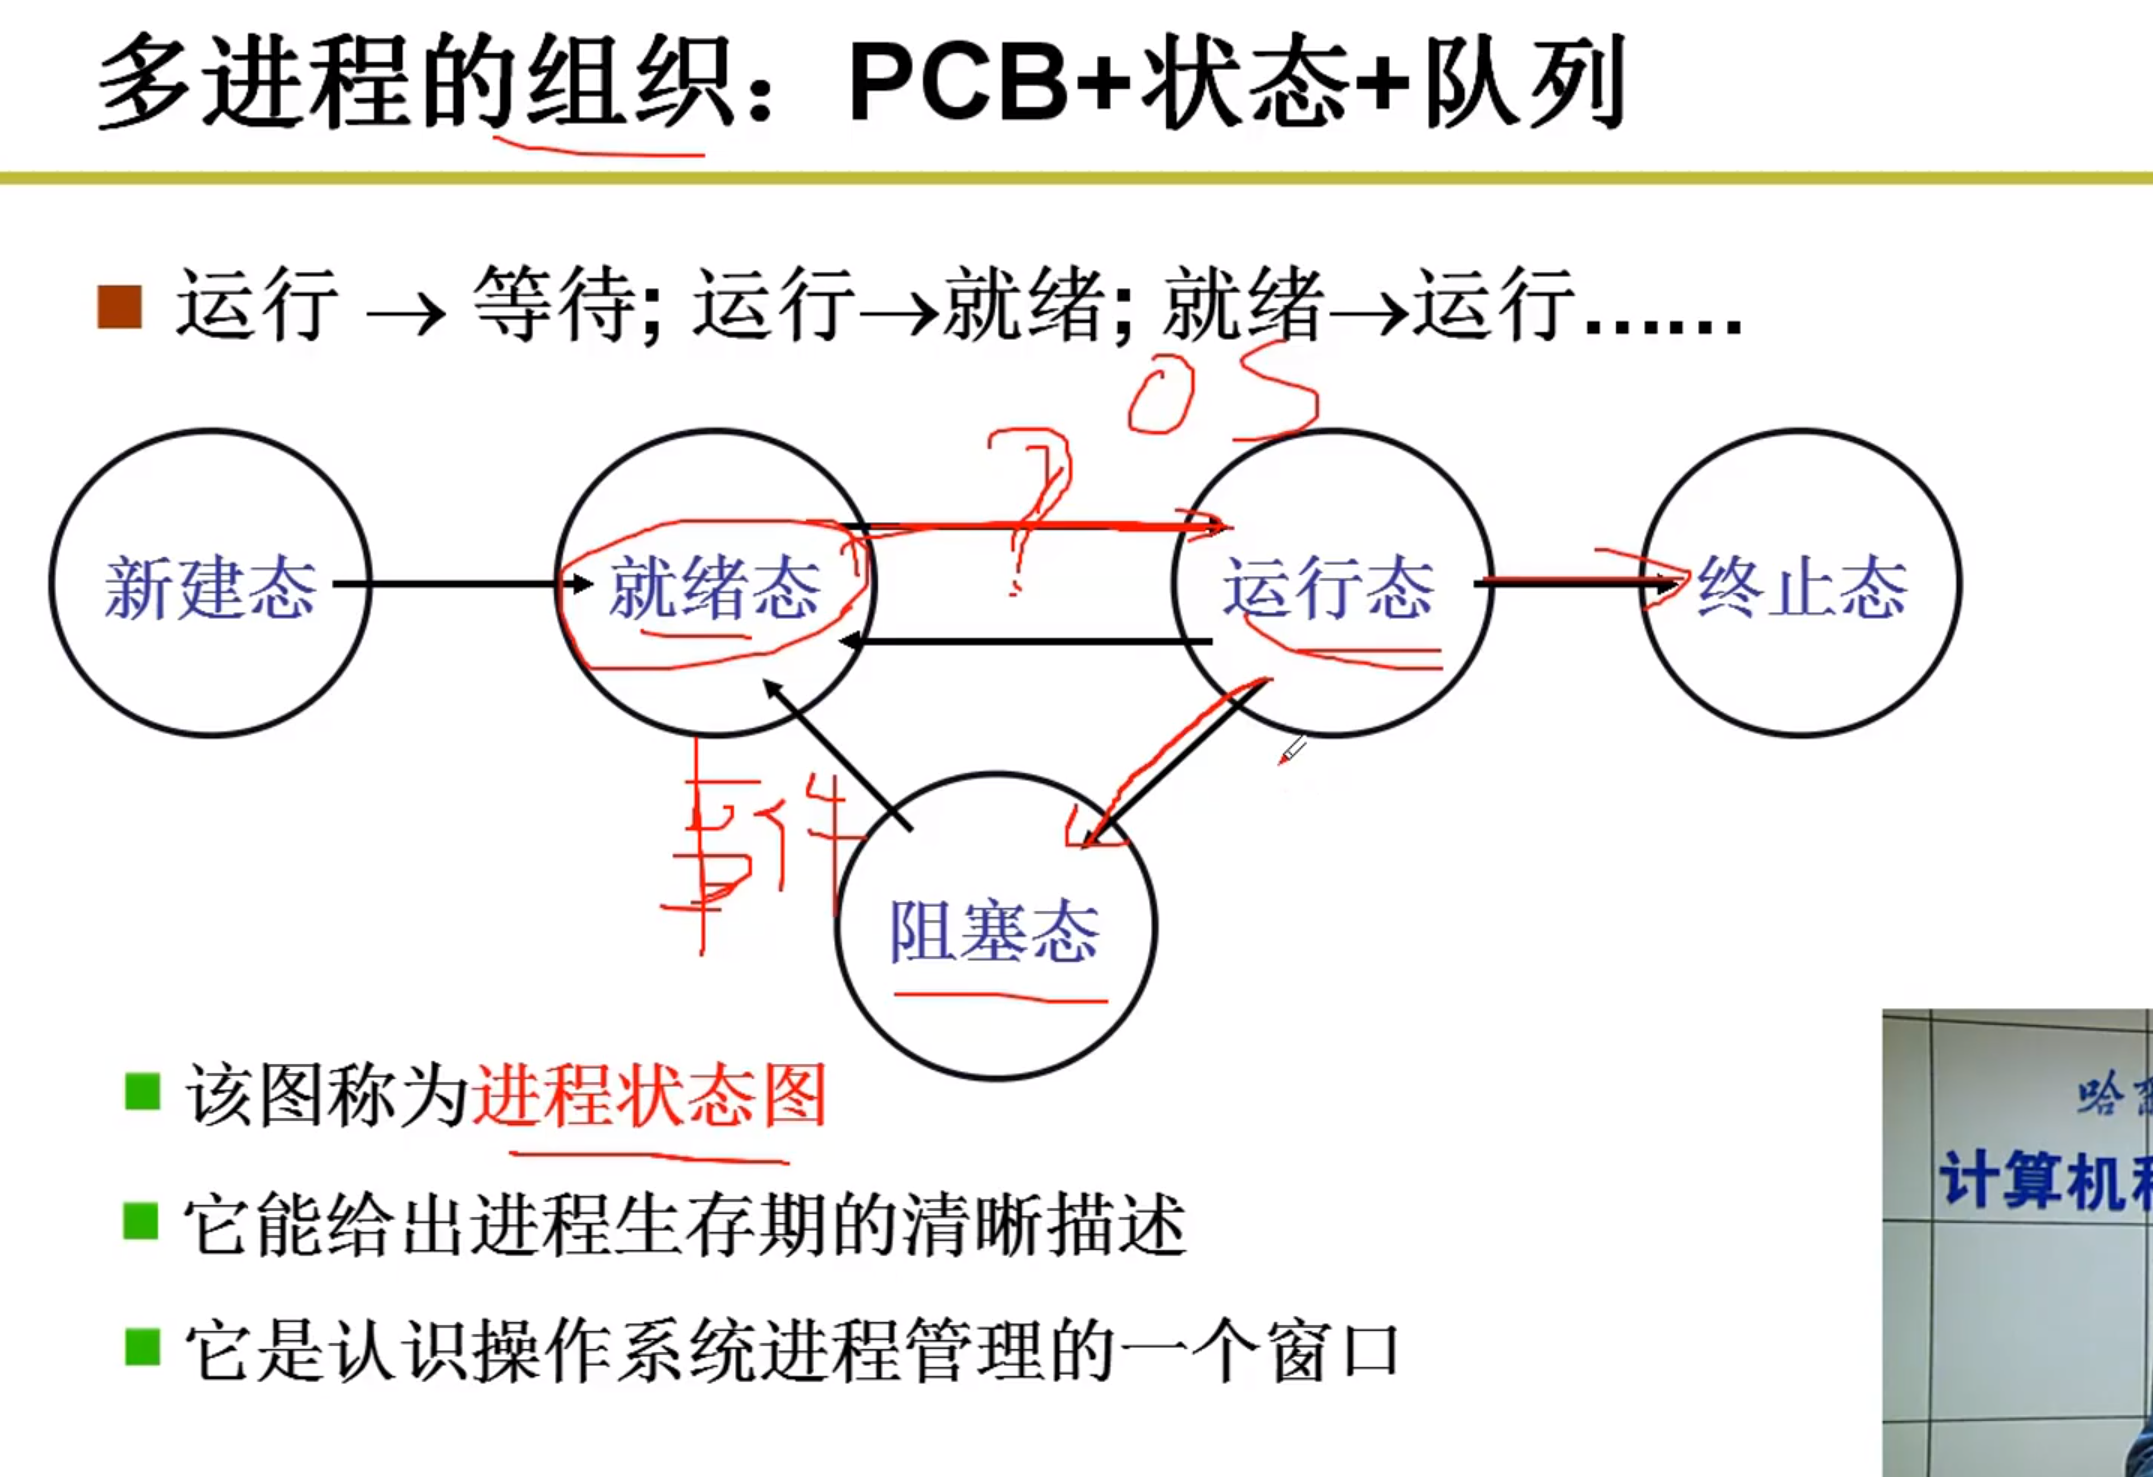 多进程的组织：PCB+状态+队列
运行 → 等待; 运行→就绪; 就绪→运行……
OS
?
新建态
就绪态
运行态
终止态
事件
阻塞态
该图称为进程状态图
它能给出进程生存期的清晰描述
它是认识操作系统进程管理的一个窗口
哈
计算机